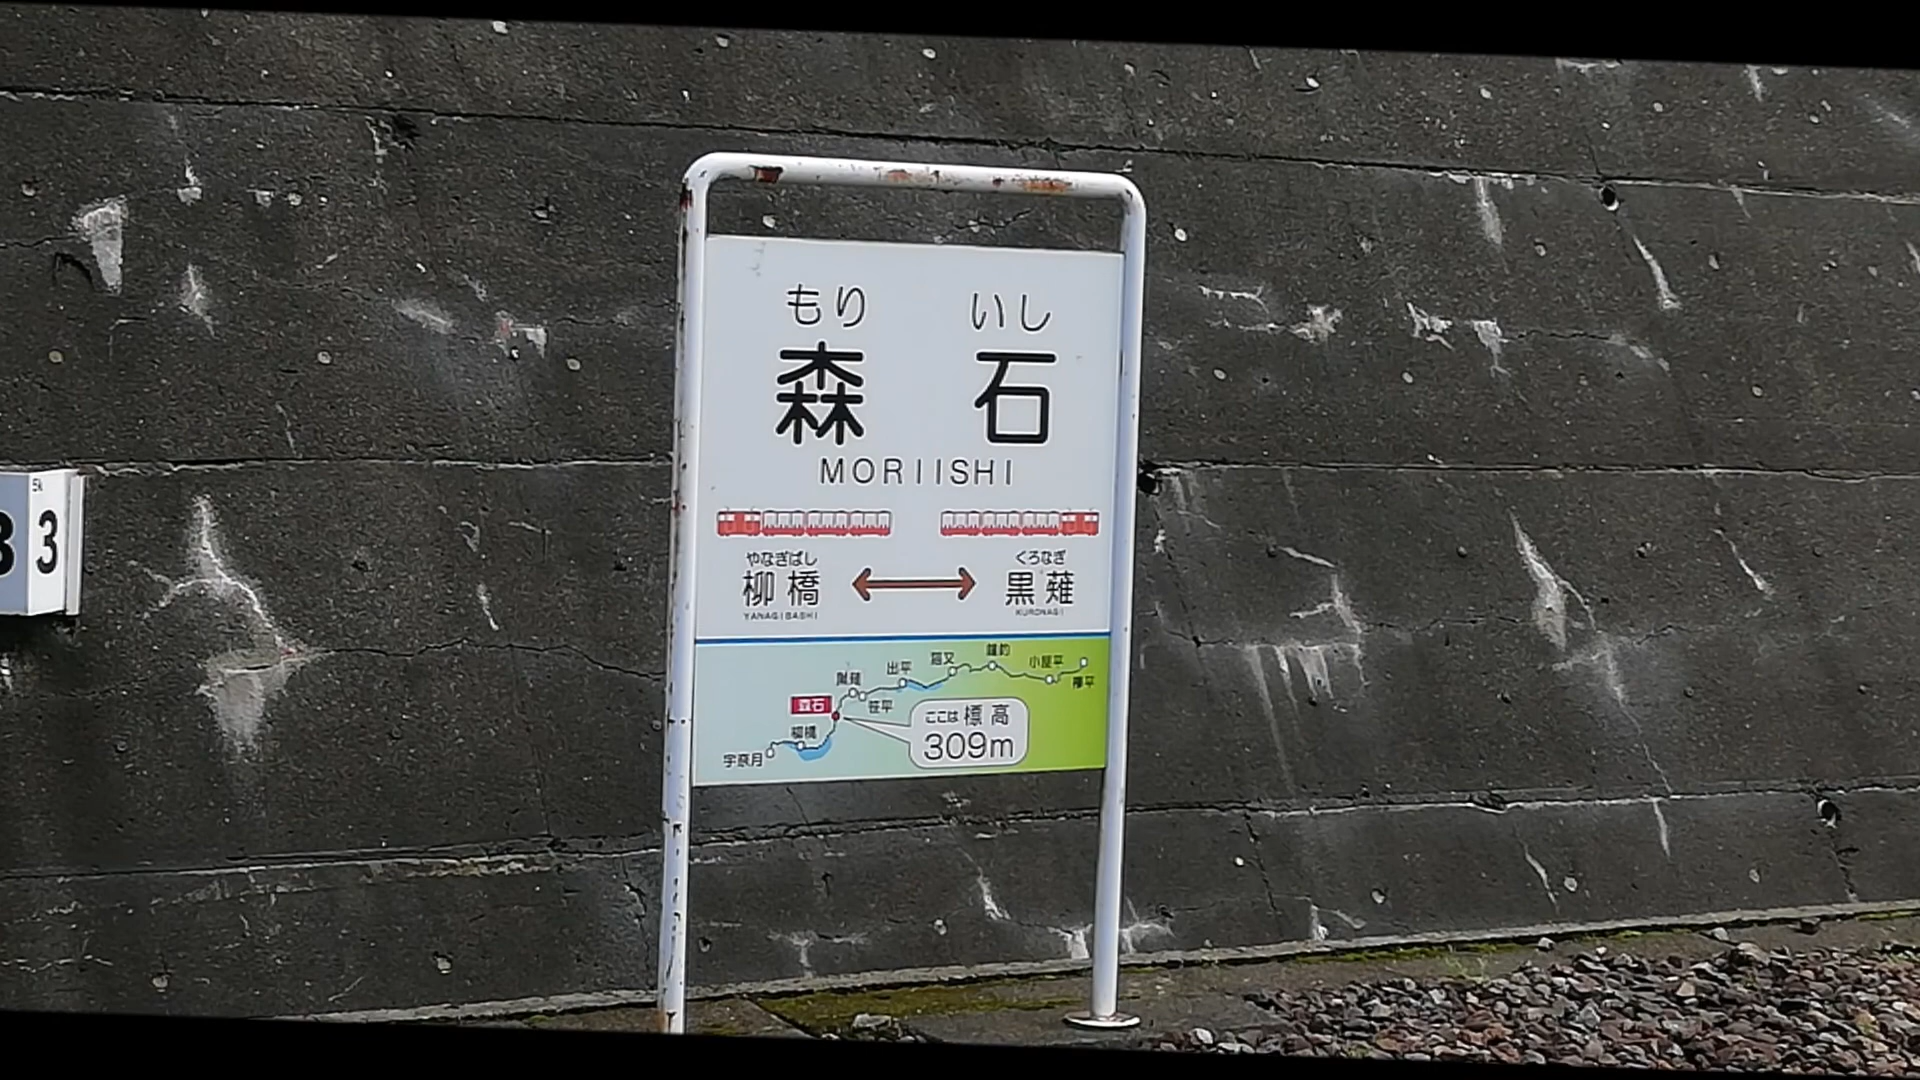 もり いし
森 石
MORIISHI
やなぎばし くろなぎ
柳橋 黒薙
YANAGIBASHI KURONAGI
猫又 鐘釣
出平 小屋平
黒薙 欅平
森石 笹平
柳橋
宇奈月
ここは標高
309m
5k
3